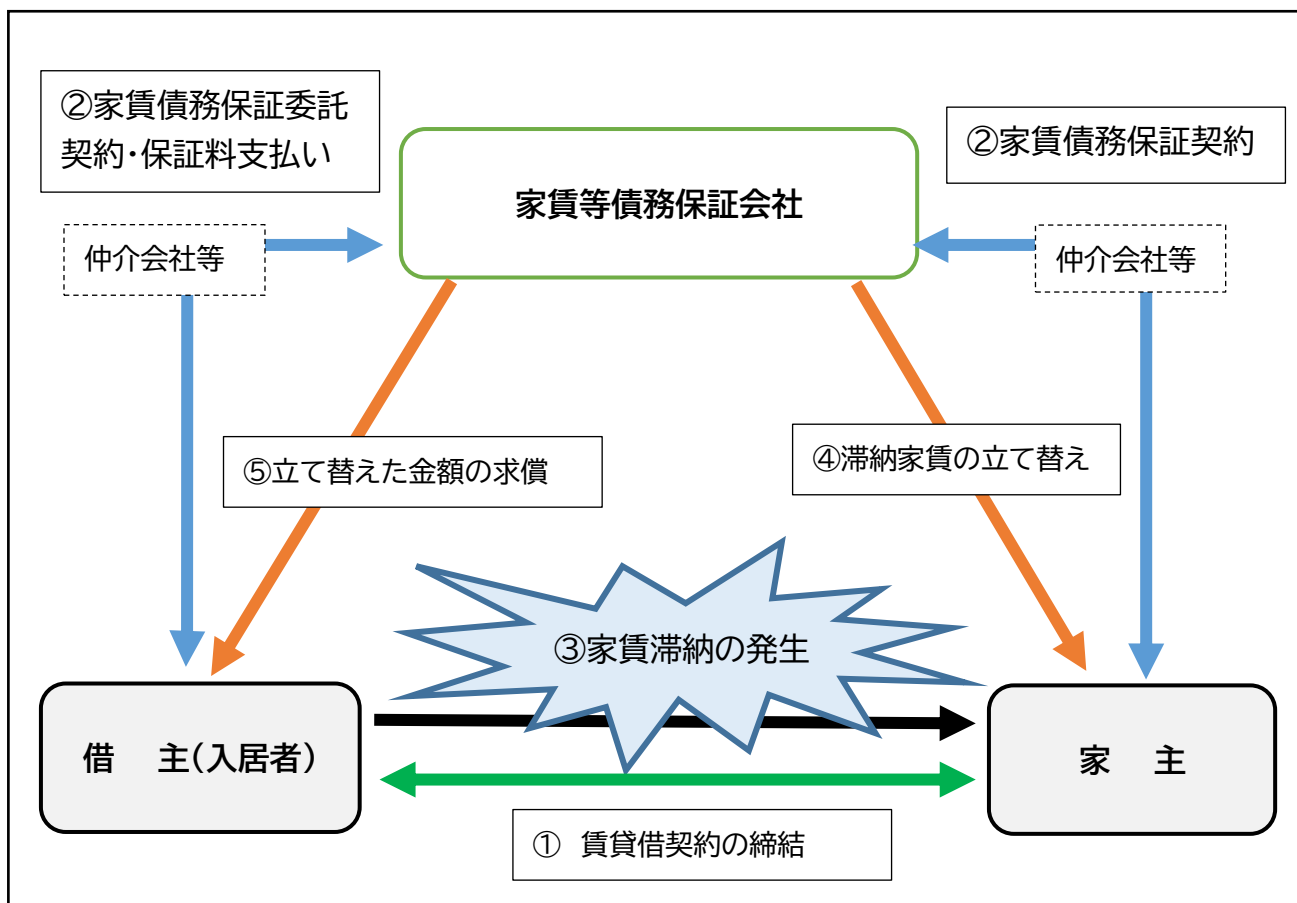 ②家賃債務保証委託
契約・保証料支払い
家賃等債務保証会社
②家賃債務保証契約
仲介会社等
仲介会社等
⑤立て替えた金額の求償
④滞納家賃の立て替え
③家賃滞納の発生
借　主(入居者)
家　主
①　賃貸借契約の締結